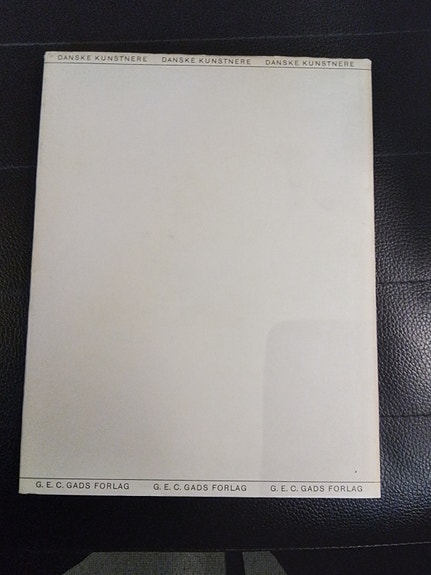 DANSKE KUNSTNERE DANSKE KUNSTNERE DANSKE KUNSTNERE
G. E. C. GADS FORLAG G. E. C. GADS FORLAG G. E. C. GADS FORLAG